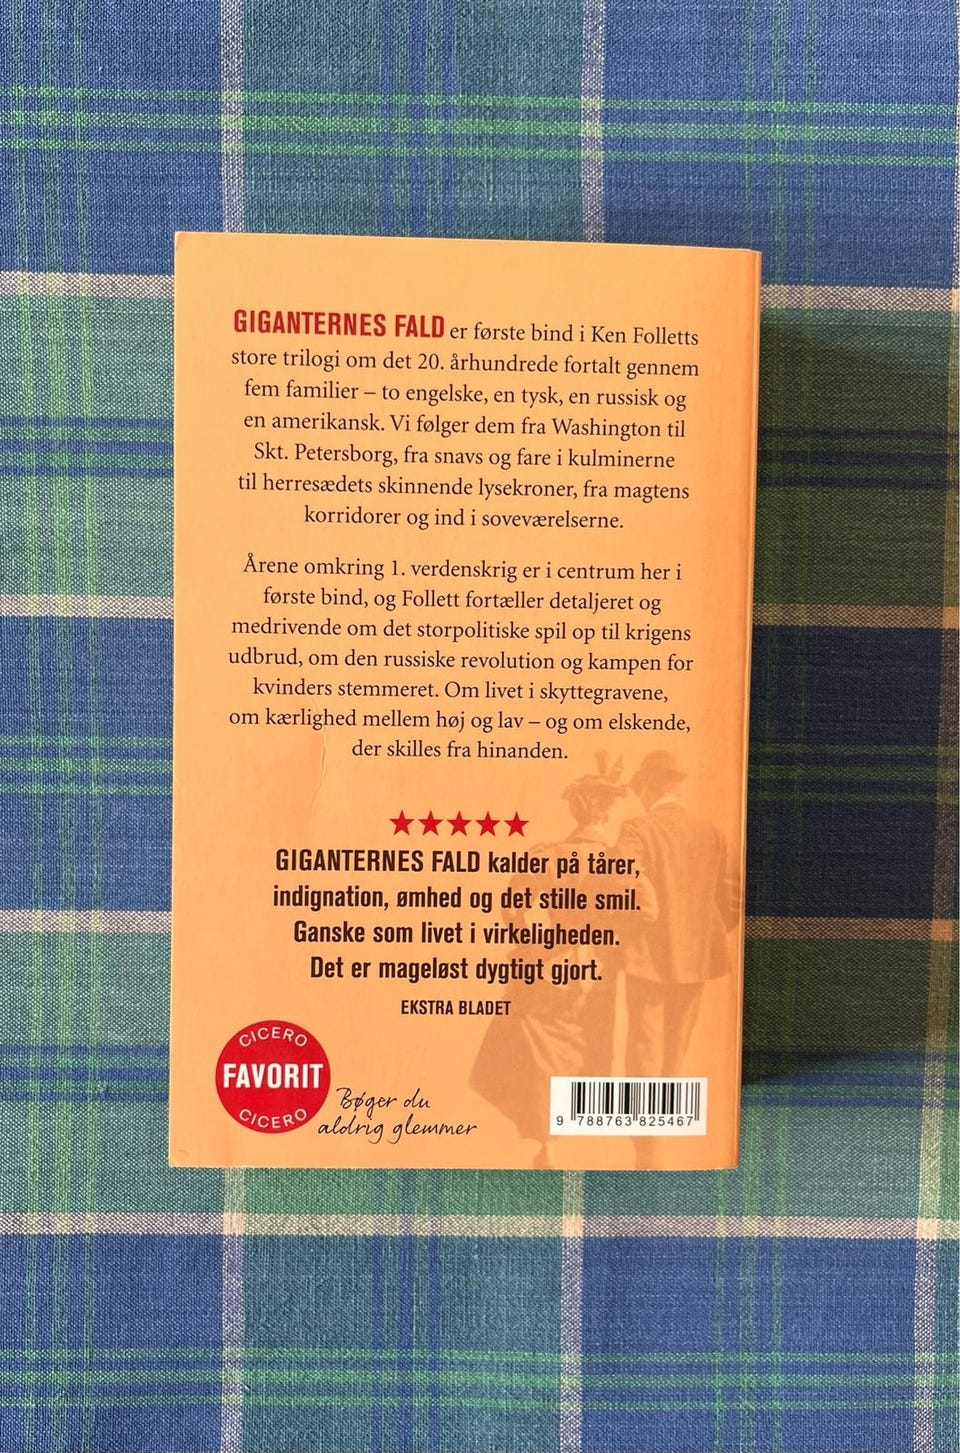 GIGANTERNES FALD er første bind i Ken Folletts
store trilogi om det 20. århundrede fortalt gennem
fem familier – to engelske, en tysk, en russisk og
en amerikansk. Vi følger dem fra Washington til
Skt. Petersborg, fra snavs og fare i kulminerne
til herresædets skinnende lysekroner, fra magtens
korridorer og ind i soveværelserne.
Årene omkring 1. verdenskrig er i centrum her i
første bind, og Follett fortæller detaljeret og
medrivende om det storpolitiske spil op til krigens
udbrud, om den russiske revolution og kampen for
kvinders stemmeret. Om livet i skyttegravene,
om kærlighed mellem høj og lav – og om elskende,
der skilles fra hinanden.
GIGANTERNES FALD kalder på tårer,
indignation, ømhed og det stille smil.
Ganske som livet i virkeligheden.
Det er mageløst dygtigt gjort.
EKSTRA BLADET
CICERO
FAVORIT
CICERO
Bøger du
aldrig glemmer
9 788763 825467